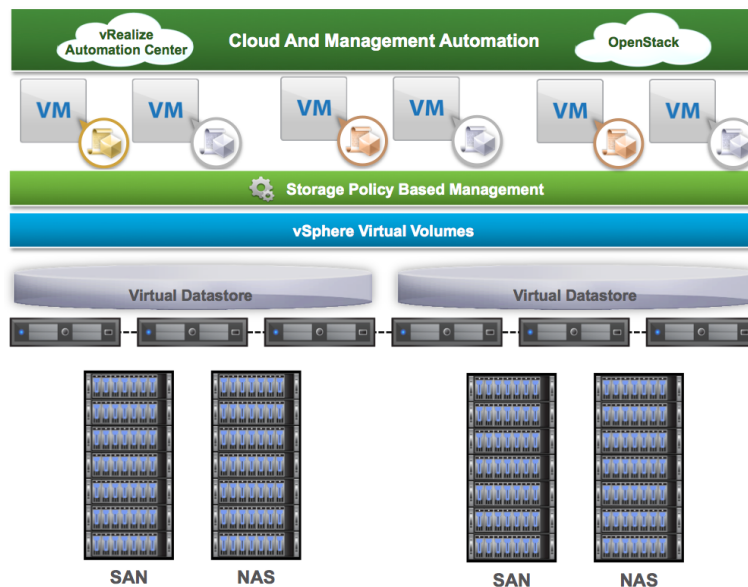 vRealize
Automation Center
Cloud And Management Automation
OpenStack
VM
VM
VM
VM
VM
VM
Storage Policy Based Management
vSphere Virtual Volumes
Virtual Datastore
Virtual Datastore
SAN
NAS
SAN
NAS